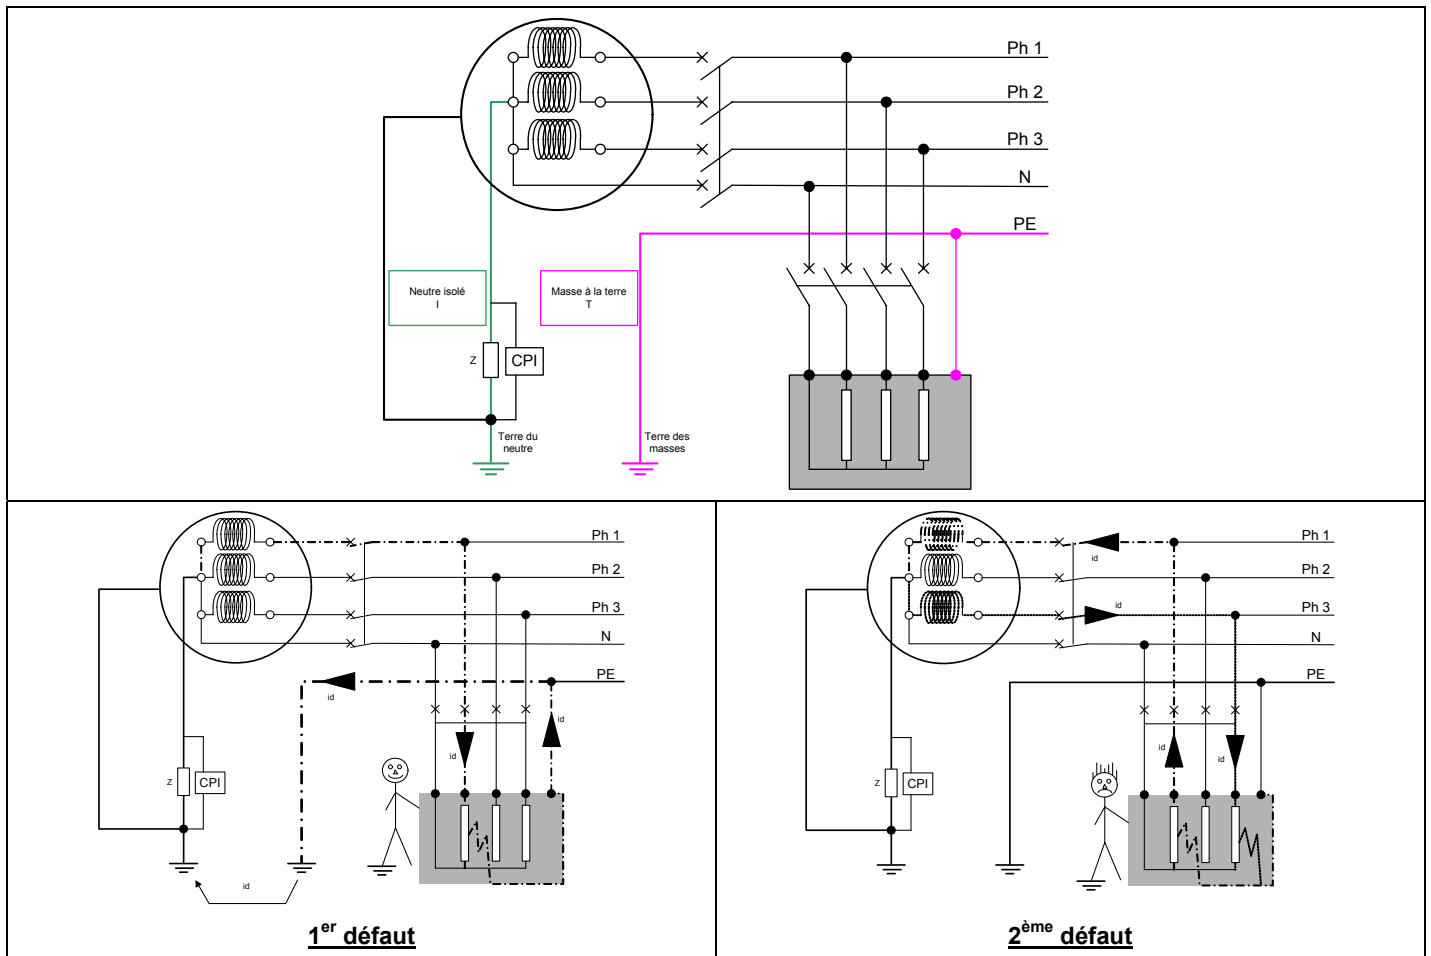 Ph 1
Ph 2
Ph 3
N
PE
Neutre isolé
I
Masse à la terre
T
Z
CPI
Terre du
neutre
Terre des
masses
Ph 1
Ph 2
Ph 3
N
PE
id
id
id
Z
CPI
id
1er défaut
Ph 1
id
Ph 2
Ph 3
id
N
PE
id
id
Z
CPI
2ème défaut